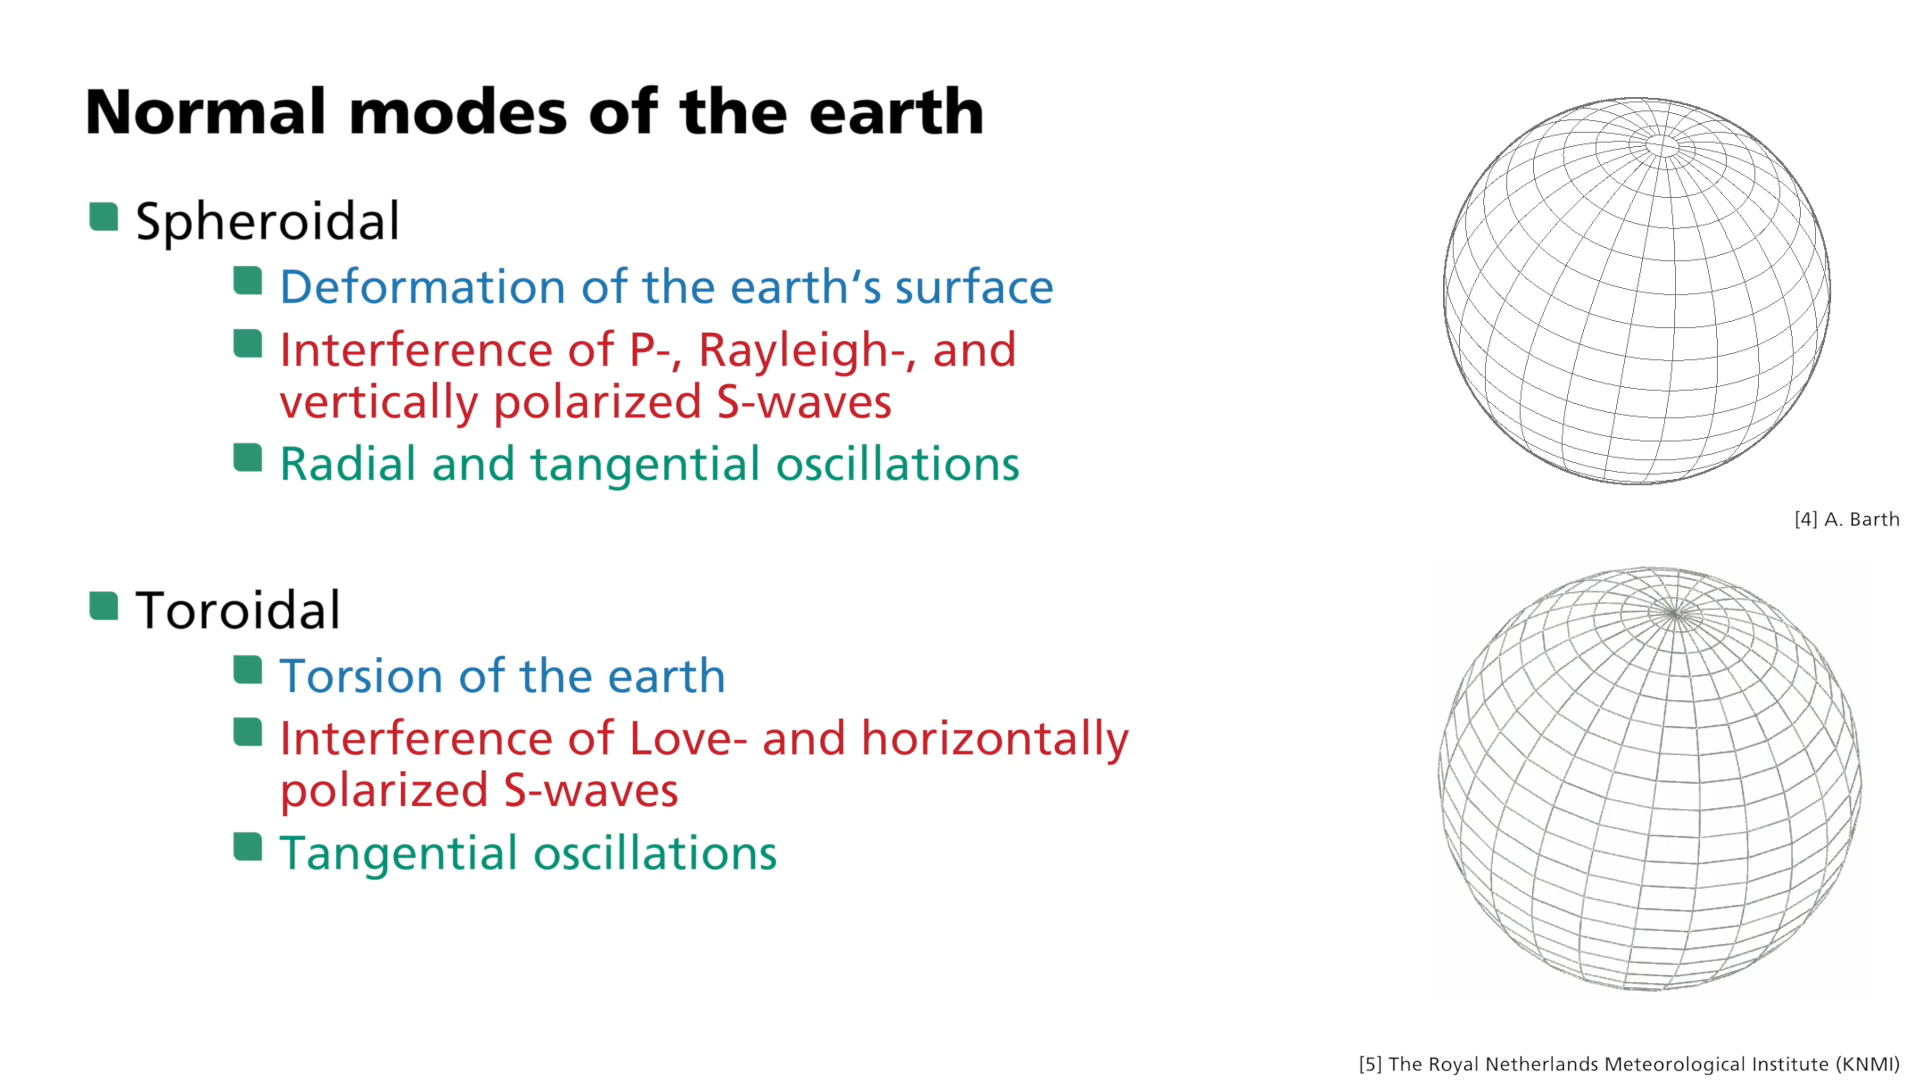 Normal modes of the earth
Spheroidal
Deformation of the earth‘s surface
Interference of P-, Rayleigh-, and
vertically polarized S-waves
Radial and tangential oscillations
[4] A. Barth
Toroidal
Torsion of the earth
Interference of Love- and horizontally
polarized S-waves
Tangential oscillations
[5] The Royal Netherlands Meteorological Institute (KNMI)